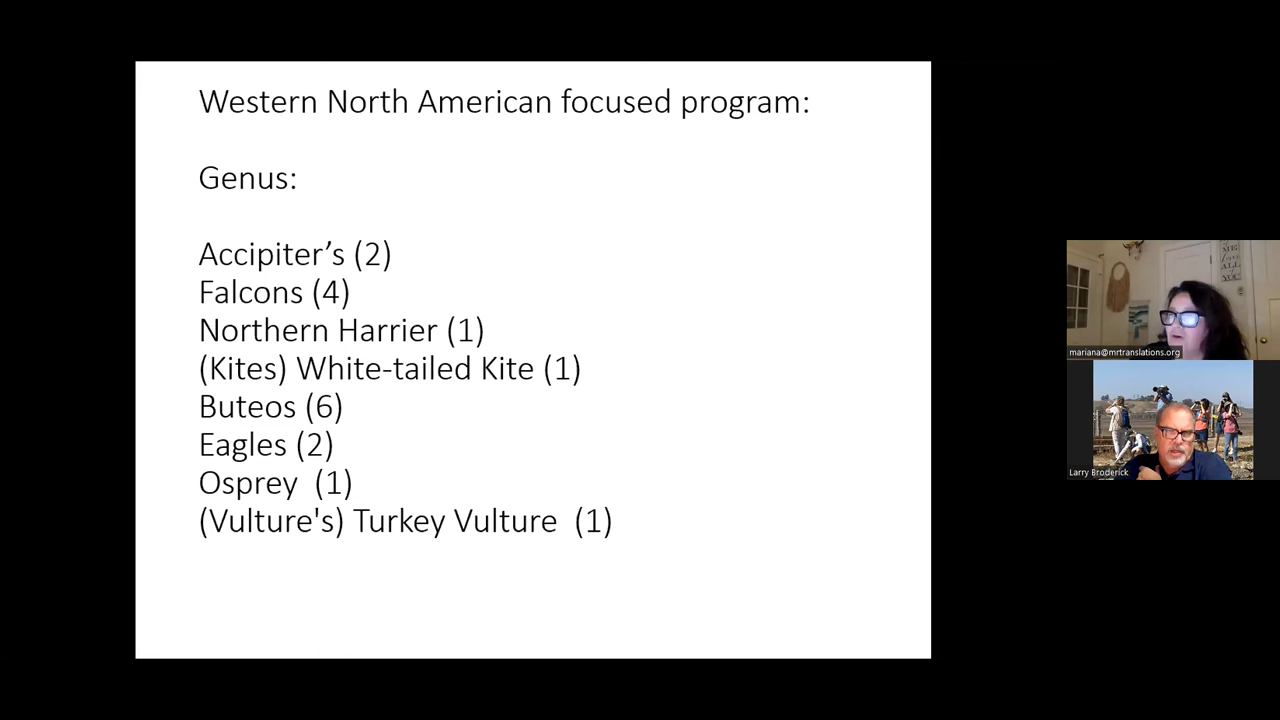 Western North American focused program:
Genus:
Accipiter’s (2)
Falcons (4)
Northern Harrier (1)
(Kites) White-tailed Kite (1)
Buteos (6)
Eagles (2)
Osprey  (1)
(Vulture's) Turkey Vulture  (1)
mariana@mrtranslations.org
Larry Broderick